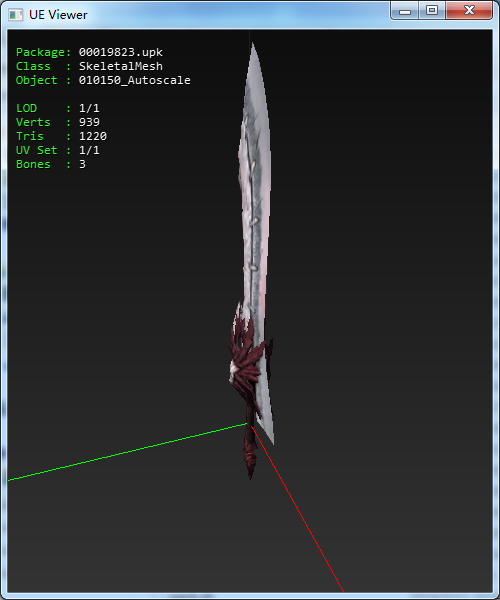 UE Viewer
Package: 00019823.upk
Class : SkeletalMesh
Object : 010150_Autoscale
LOD : 1/1
Verts : 939
Tris : 1220
UV Set : 1/1
Bones : 3